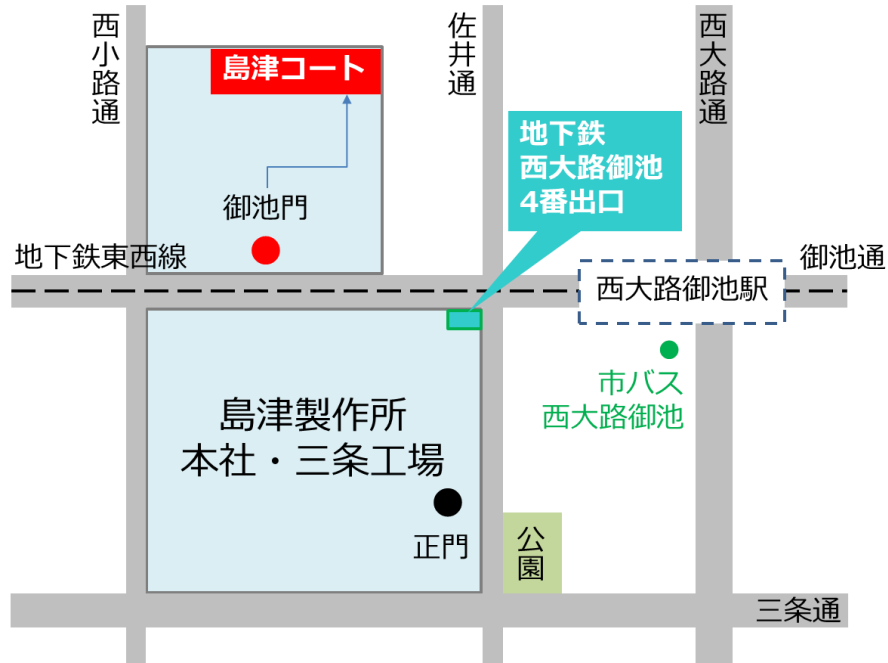 西小路通
佐井通
西大路通
島津コート
地下鉄
西大路御池
4番出口
御池門
地下鉄東西線
御池通
西大路御池駅
市バス
西大路御池
島津製作所
本社・三条工場
正門
公園
三条通